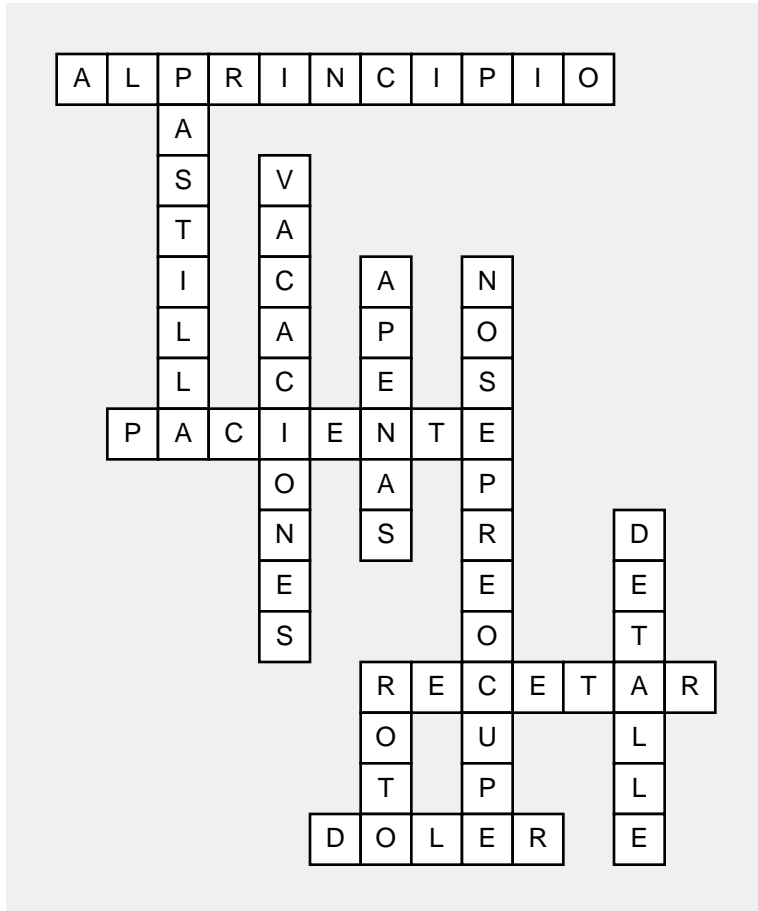 ALPRINCIPIO
PASTILLA
VACACIONES
APENAS
NOSEPREOCUPE
PACIENTE
DETALLE
RECETAR
ROTO
DOLER